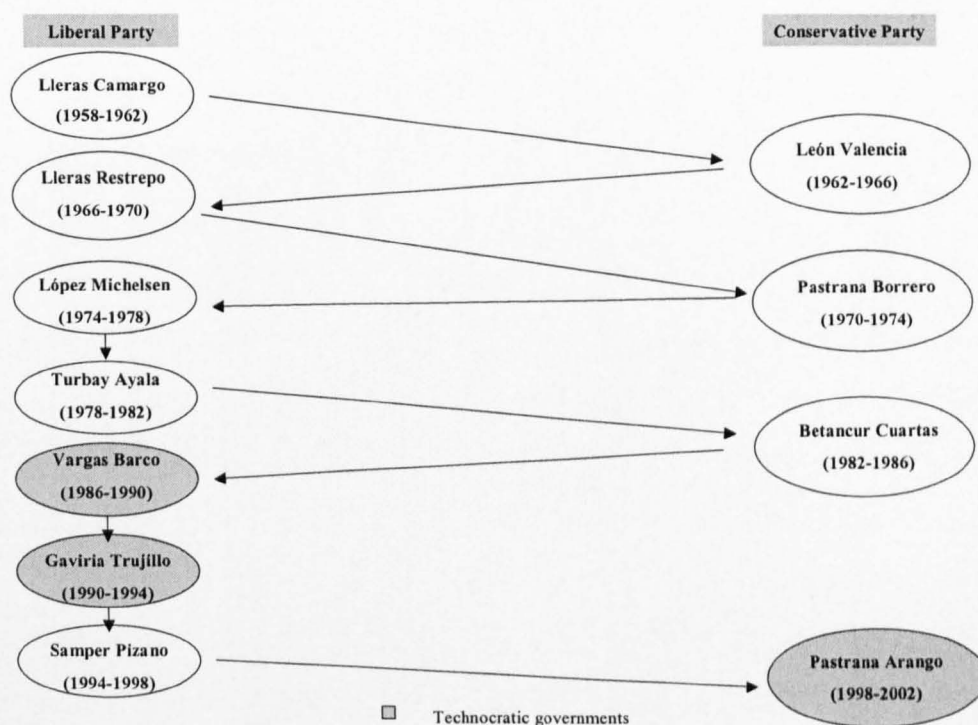 Liberal Party
Conservative Party
Lleras Camargo
(1958-1962)
León Valencia
(1962-1966)
Lleras Restrepo
(1966-1970)
López Michelsen
(1974-1978)
Pastrana Borrero
(1970-1974)
Turbay Ayala
(1978-1982)
Betancur Cuartas
(1982-1986)
Vargas Barco
(1986-1990)
Gaviria Trujillo
(1990-1994)
Samper Pizano
(1994-1998)
Pastrana Arango
(1998-2002)
Technocratic governments